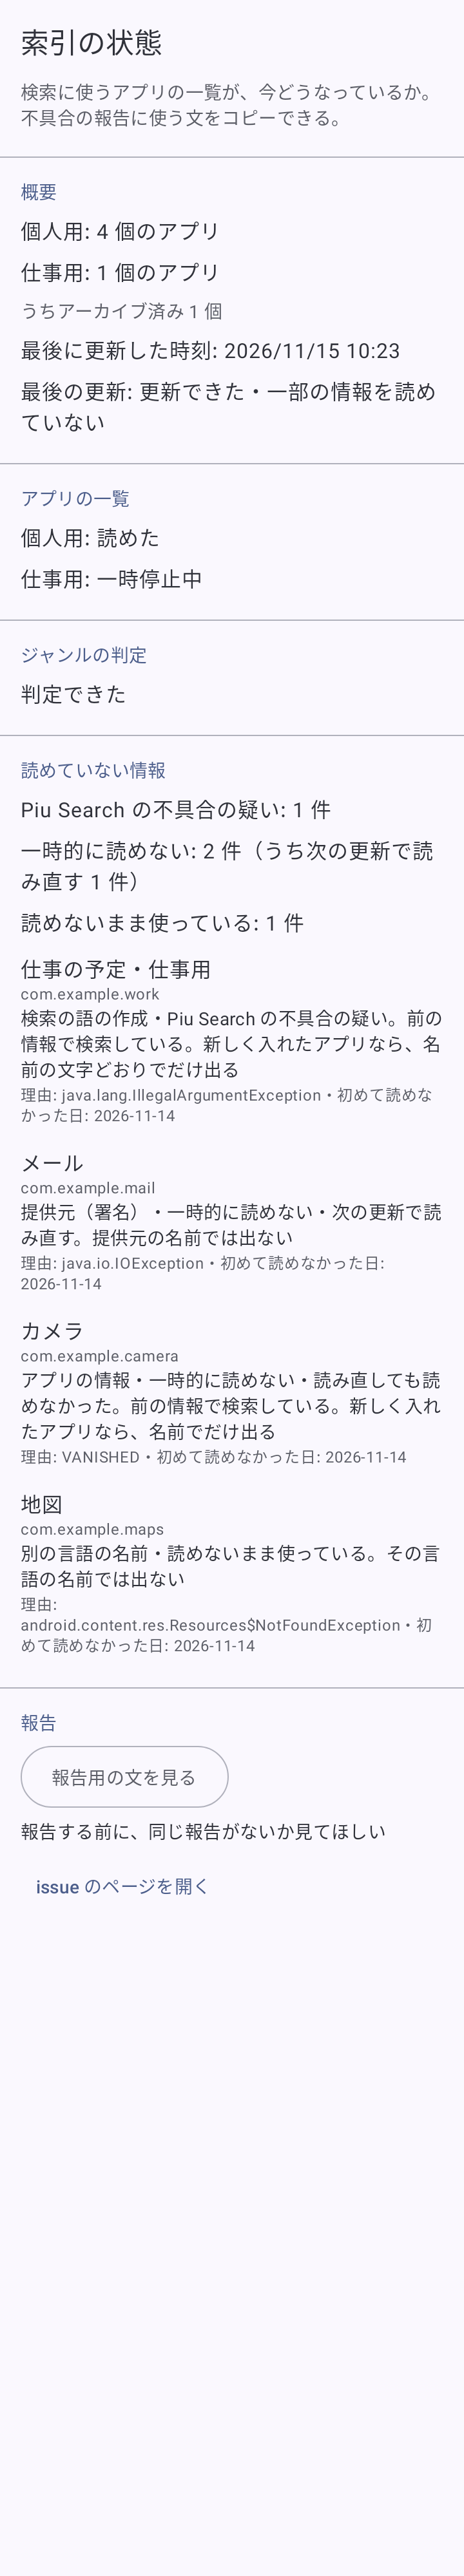 索引の状態
検索に使うアプリの一覧が、今どうなっているか。
不具合の報告に使う文をコピーできる。
概要
個人用: 4 個のアプリ
仕事用: 1 個のアプリ
うちアーカイブ済み 1 個
最後に更新した時刻: 2026/11/15 10:23
最後の更新: 更新できた・一部の情報を読め
ていない
アプリの一覧
個人用: 読めた
仕事用: 一時停止中
ジャンルの判定
判定できた
読めていない情報
Piu Search の不具合の疑い: 1 件
一時的に読めない: 2 件（うち次の更新で読
み直す 1 件）
読めないまま使っている: 1 件
仕事の予定・仕事用
com.example.work
検索の語の作成・Piu Search の不具合の疑い。前の
情報で検索している。新しく入れたアプリなら、名
前の文字どおりでだけ出る
理由: java.lang.IllegalArgumentException・初めて読めな
かった日: 2026-11-14
メール
com.example.mail
提供元（署名）・一時的に読めない・次の更新で読
み直す。提供元の名前では出ない
理由: java.io.IOException・初めて読めなかった日:
2026-11-14
カメラ
com.example.camera
アプリの情報・一時的に読めない・読み直しても読
めなかった。前の情報で検索している。新しく入れ
たアプリなら、名前でだけ出る
理由: VANISHED・初めて読めなかった日: 2026-11-14
地図
com.example.maps
別の言語の名前・読めないまま使っている。その言
語の名前では出ない
理由:
android.content.res.Resources$NotFoundException・初
めて読めなかった日: 2026-11-14
報告
報告用の文を見る
報告する前に、同じ報告がないか見てほしい
issue のページを開く